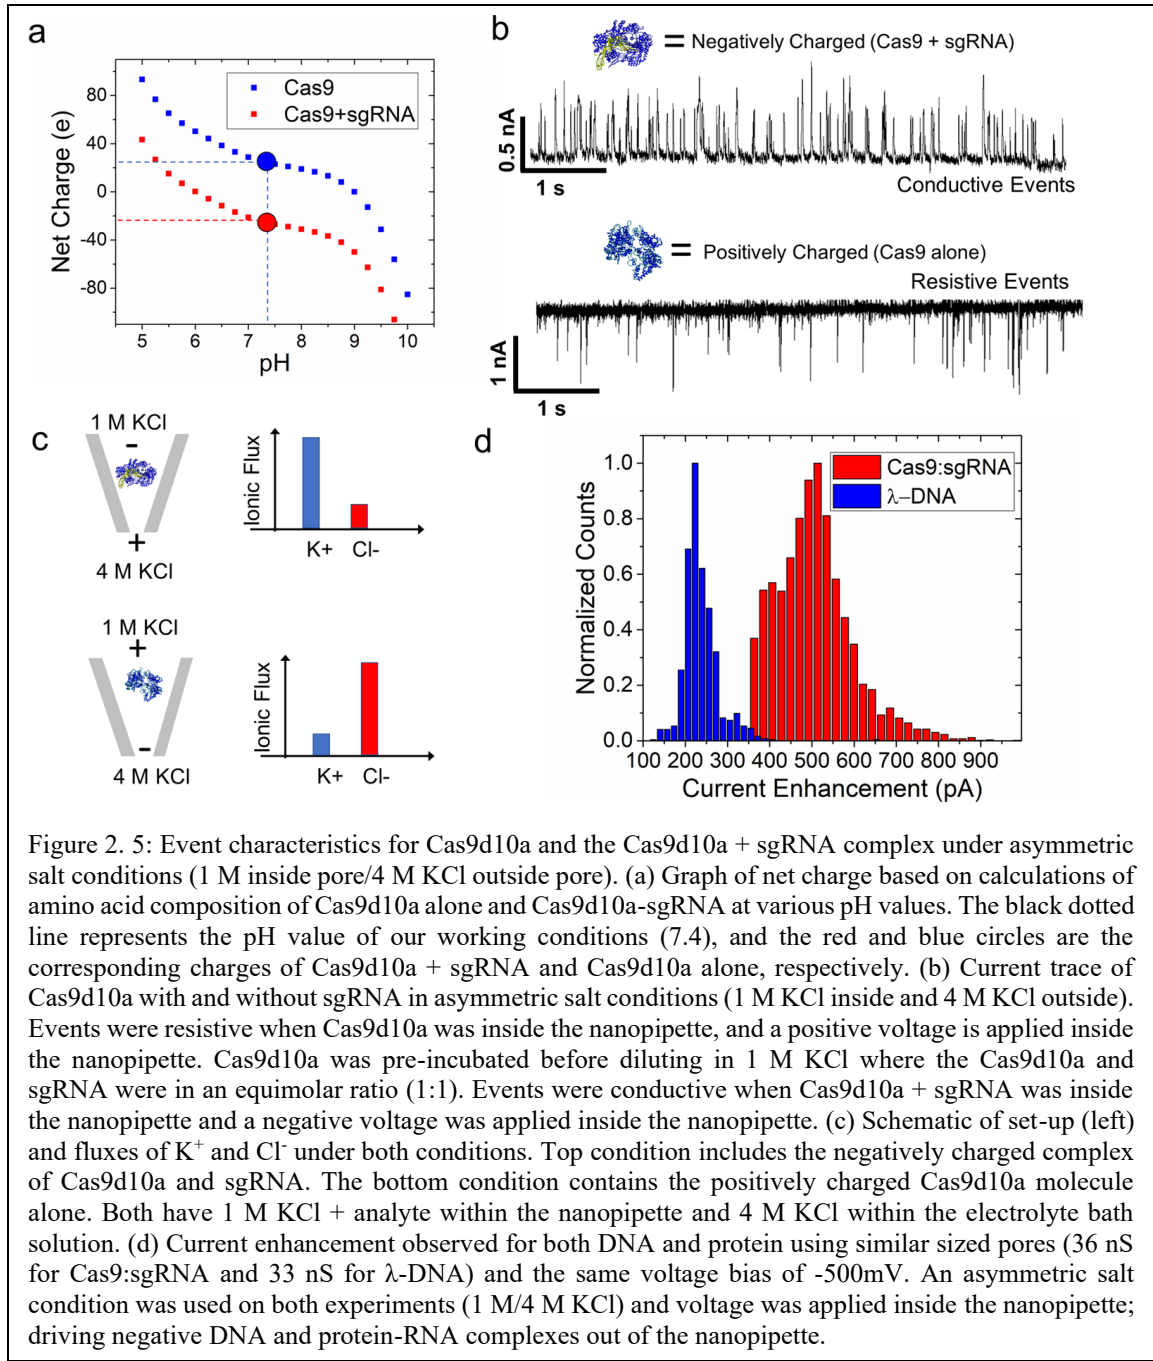 a
Net Charge (e)
80
40
0
-40
-80
Cas9
Cas9+sgRNA
5 6 7 8 9 10
pH
b
= Negatively Charged (Cas9 + sgRNA)
0.5 nA
1 s
Conductive Events
= Positively Charged (Cas9 alone)
Resistive Events
1 nA
1 s
c
1 M KCl
-
+
4 M KCl
Ionic Flux
K+ Cl-
1 M KCl
+
-
4 M KCl
Ionic Flux
K+ Cl-
d
Normalized Counts
1.0
0.8
0.6
0.4
0.2
0.0
Cas9:sgRNA
λ–DNA
100 200 300 400 500 600 700 800 900
Current Enhancement (pA)
Figure 2. 5: Event characteristics for Cas9d10a and the Cas9d10a + sgRNA complex under asymmetric
salt conditions (1 M inside pore/4 M KCl outside pore). (a) Graph of net charge based on calculations of
amino acid composition of Cas9d10a alone and Cas9d10a-sgRNA at various pH values. The black dotted
line represents the pH value of our working conditions (7.4), and the red and blue circles are the
corresponding charges of Cas9d10a + sgRNA and Cas9d10a alone, respectively. (b) Current trace of
Cas9d10a with and without sgRNA in asymmetric salt conditions (1 M KCl inside and 4 M KCl outside).
Events were resistive when Cas9d10a was inside the nanopipette, and a positive voltage is applied inside
the nanopipette. Cas9d10a was pre-incubated before diluting in 1 M KCl where the Cas9d10a and
sgRNA were in an equimolar ratio (1:1). Events were conductive when Cas9d10a + sgRNA was inside
the nanopipette and a negative voltage was applied inside the nanopipette. (c) Schematic of set-up (left)
and fluxes of K⁺ and Cl⁻ under both conditions. Top condition includes the negatively charged complex
of Cas9d10a and sgRNA. The bottom condition contains the positively charged Cas9d10a molecule
alone. Both have 1 M KCl + analyte within the nanopipette and 4 M KCl within the electrolyte bath
solution. (d) Current enhancement observed for both DNA and protein using similar sized pores (36 nS
for Cas9:sgRNA and 33 nS for λ-DNA) and the same voltage bias of -500mV. An asymmetric salt
condition was used on both experiments (1 M/4 M KCl) and voltage was applied inside the nanopipette;
driving negative DNA and protein-RNA complexes out of the nanopipette.